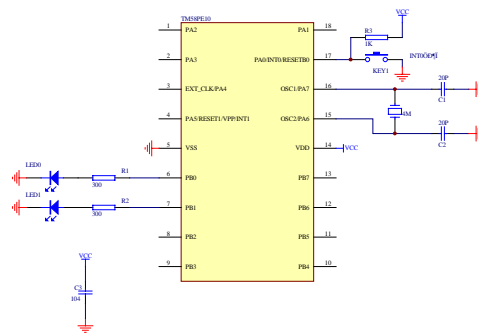 TM58PE10
VCC
1 PA2 PA1 18
R3
1K
2 PA3 PA0/INT0/RESETB0 17
INT0ÖÐ¶Ï
KEY1
3 EXT_CLK/PA4 OSC1/PA7 16
20P
C1
4M
4 PA5/RESET1/VPP/INT1 OSC2/PA6 15
20P
C2
5 VSS VDD 14 VCC
LED0
R1
300
6 PB0 PB7 13
LED1
R2
300
7 PB1 PB6 12
8 PB2 PB5 11
9 PB3 PB4 10
VCC
C3
104